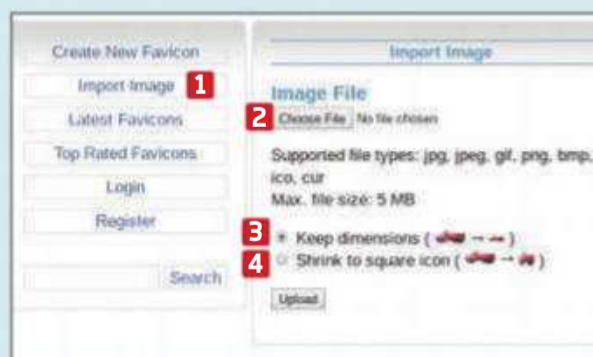 Create New Favicon
Import Image 1
Latest Favicons
Top Rated Favicons
Login
Register
Search
Import Image
Image File
2 Choose File No file chosen
Supported file types: jpg, jpeg, gif, png, bmp,
ico, cur
Max. file size: 5 MB
3 Keep dimensions ( → )
4 Shrink to square icon ( → )
Upload